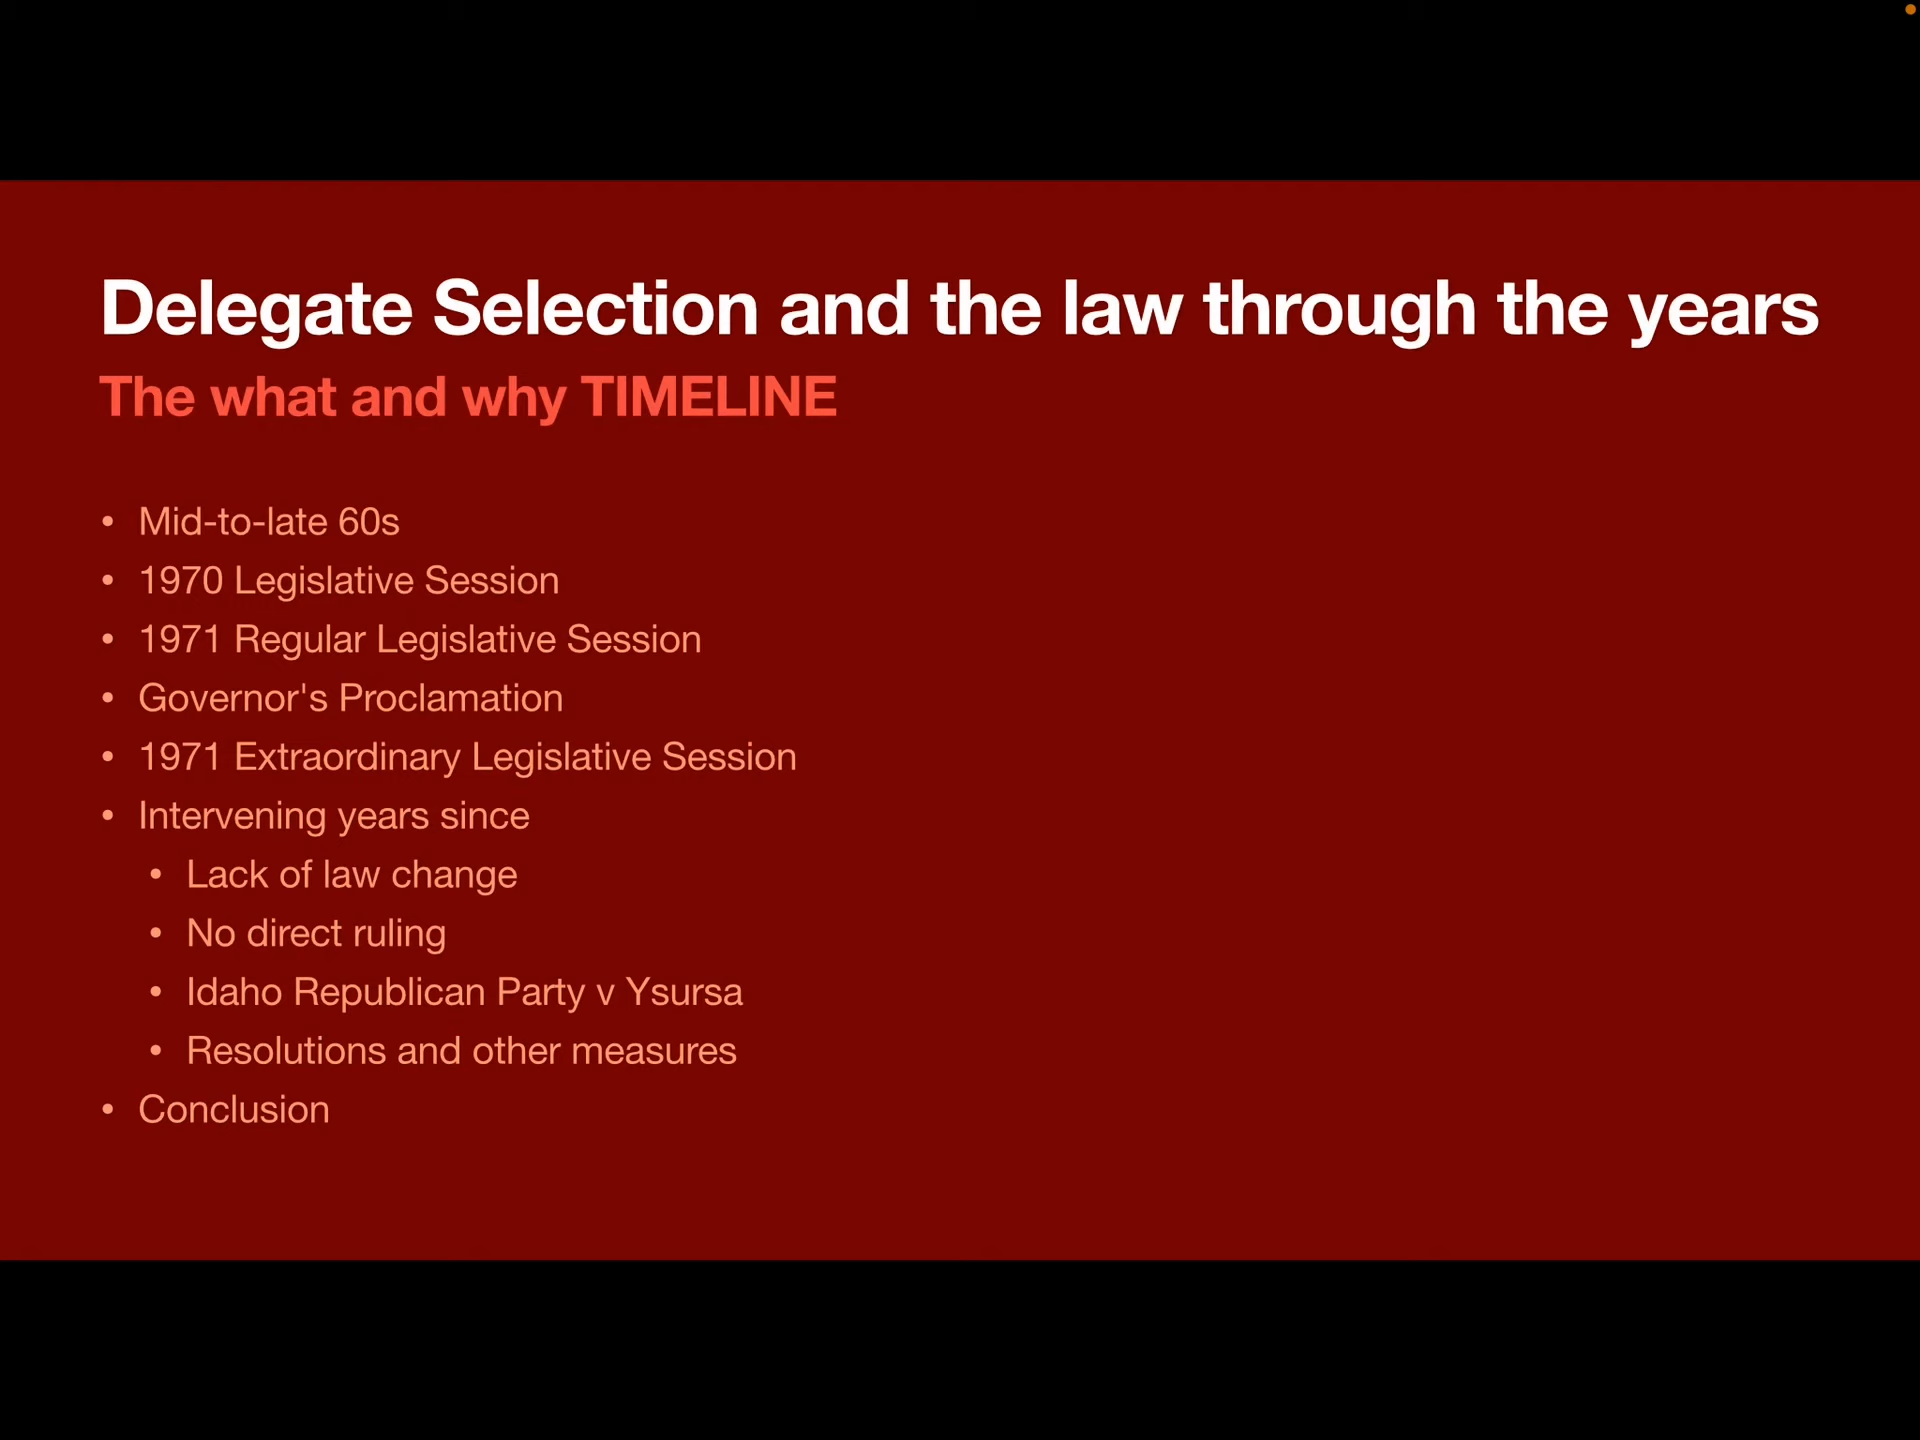 Delegate Selection and the law through the years
The what and why TIMELINE
• Mid-to-late 60s
• 1970 Legislative Session
• 1971 Regular Legislative Session
• Governor's Proclamation
• 1971 Extraordinary Legislative Session
• Intervening years since
• Lack of law change
• No direct ruling
• Idaho Republican Party v Ysursa
• Resolutions and other measures
• Conclusion